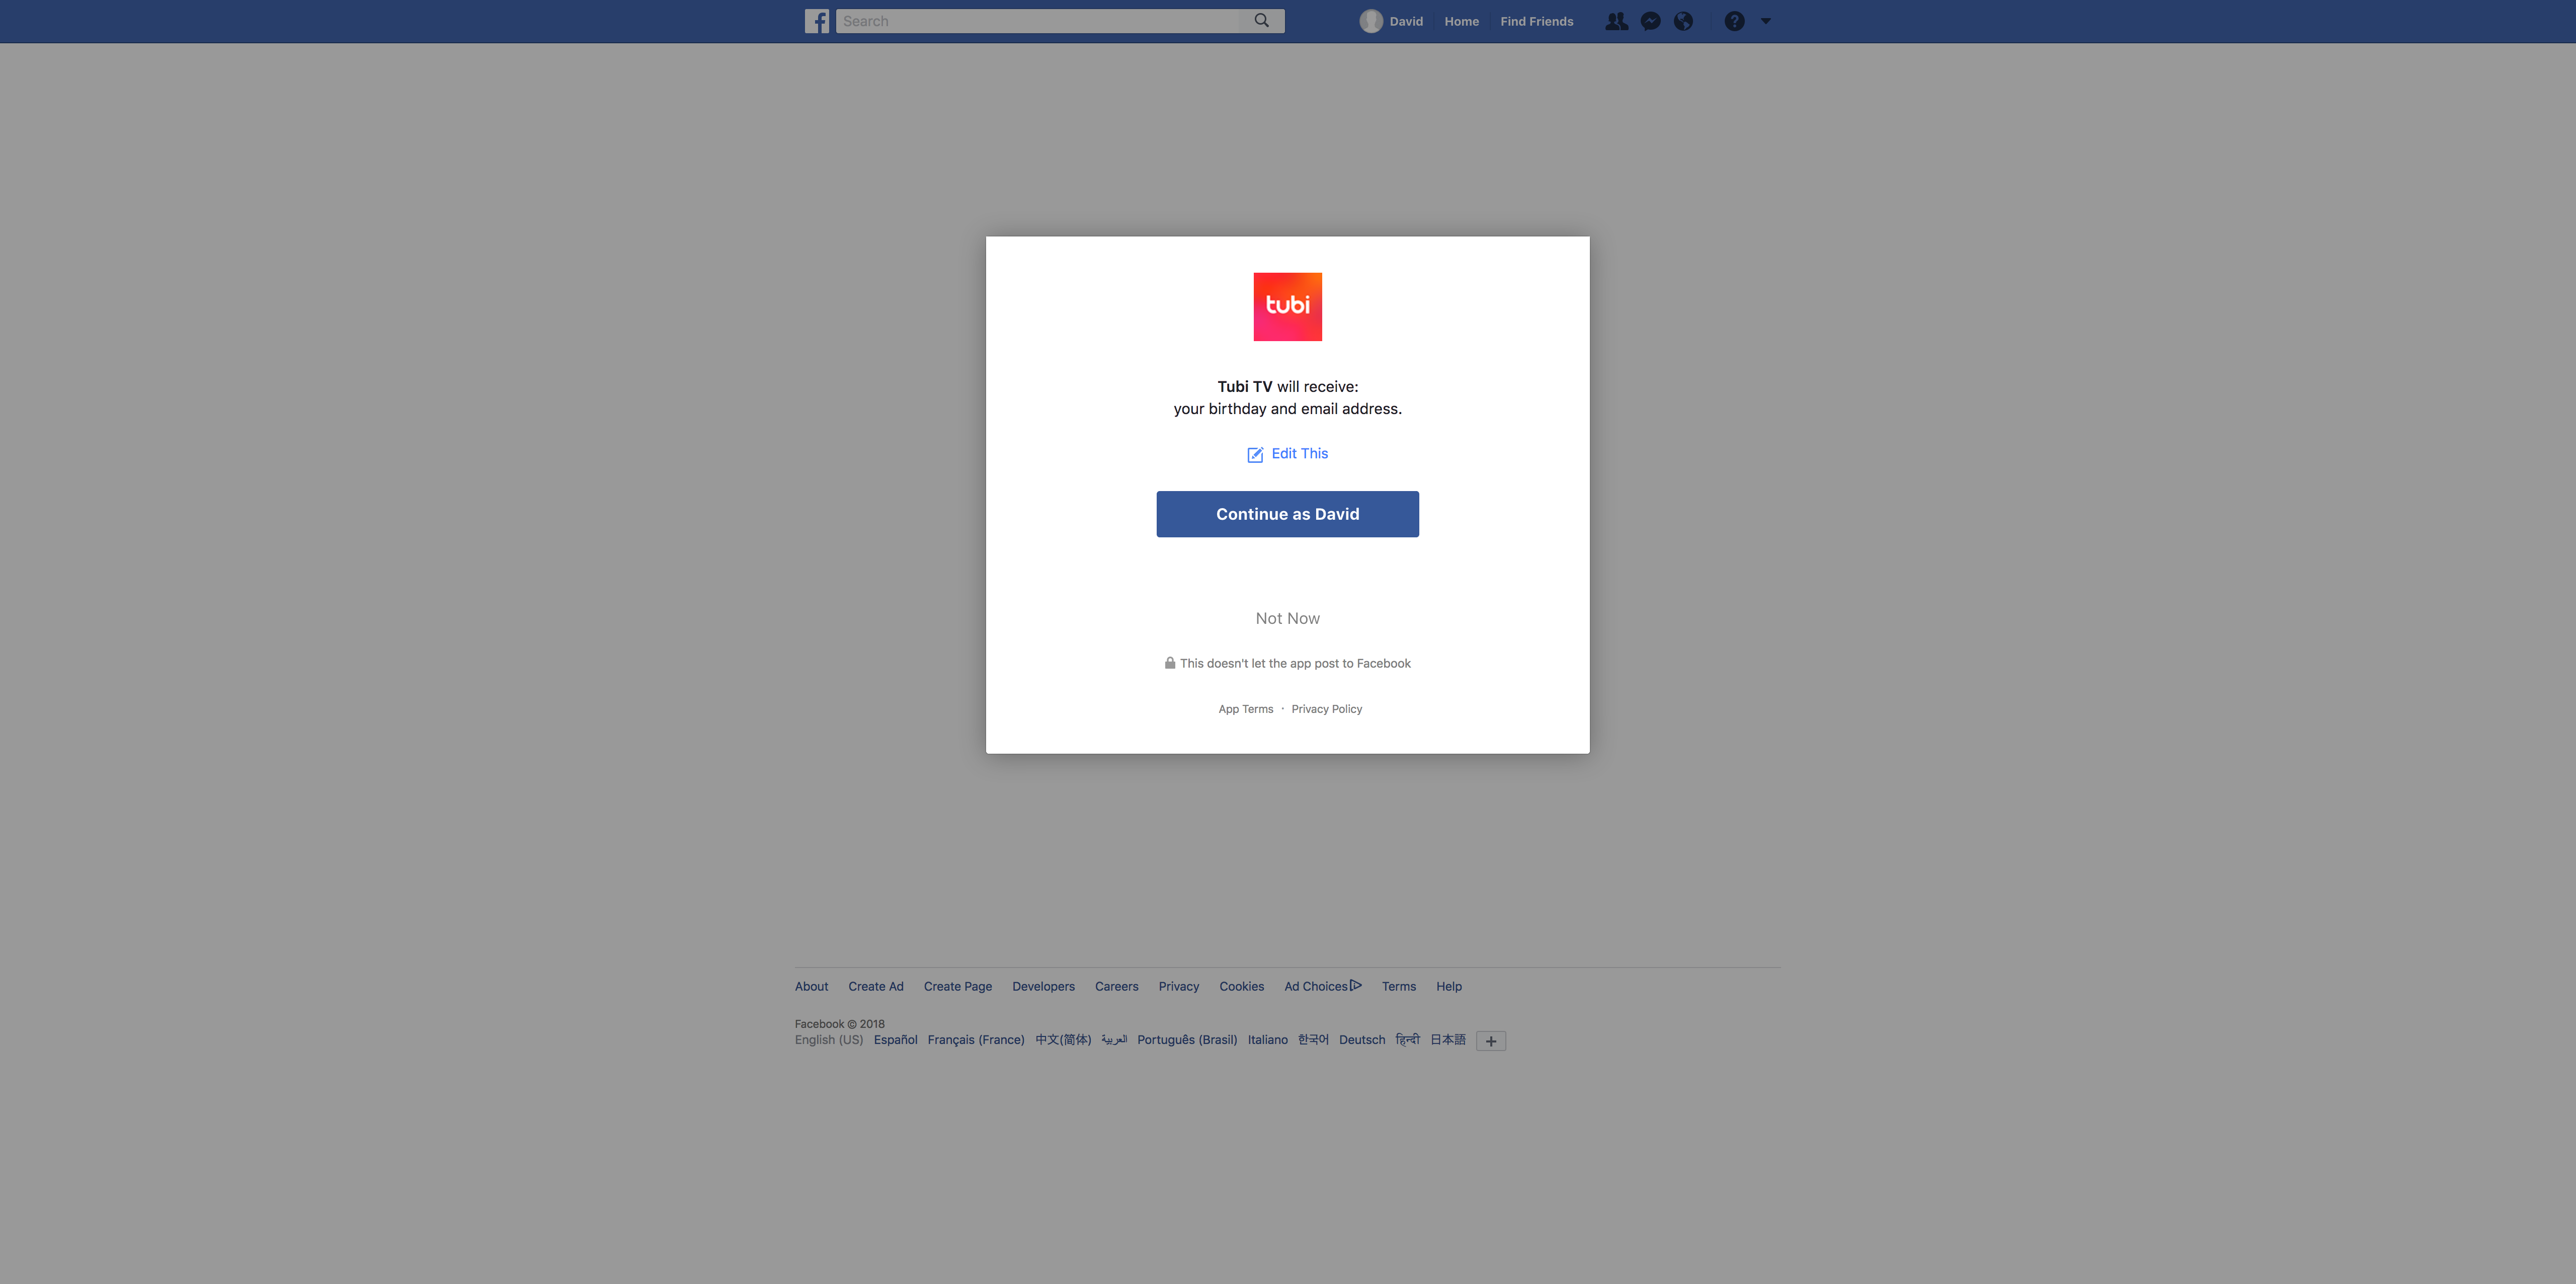 Search
David Home Find Friends
tubi
Tubi TV will receive:
your birthday and email address.
Edit This
Continue as David
Not Now
This doesn't let the app post to Facebook
App Terms · Privacy Policy
About Create Ad Create Page Developers Careers Privacy Cookies Ad Choices Terms Help
Facebook © 2018
English (US) Español Français (France) 中文(简体) العربية Português (Brasil) Italiano 한국어 Deutsch हिन्दी 日本語